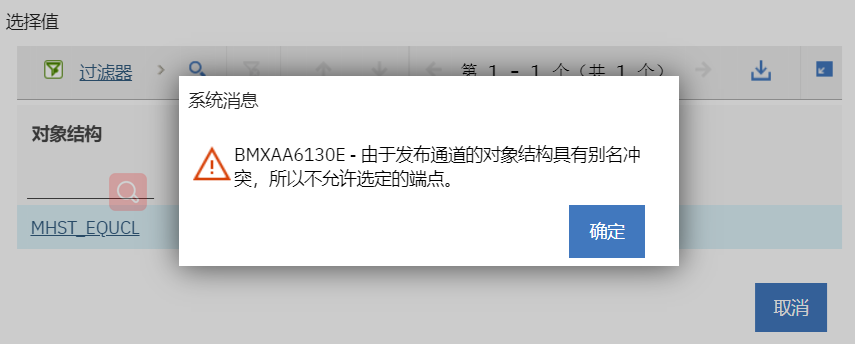 选择值
过滤器
第 1 - 1 个（共 1 个）
系统消息
对象结构
BMXAA6130E - 由于发布通道的对象结构具有别名冲
突，所以不允许选定的端点。
确定
MHST_EQUCL
取消